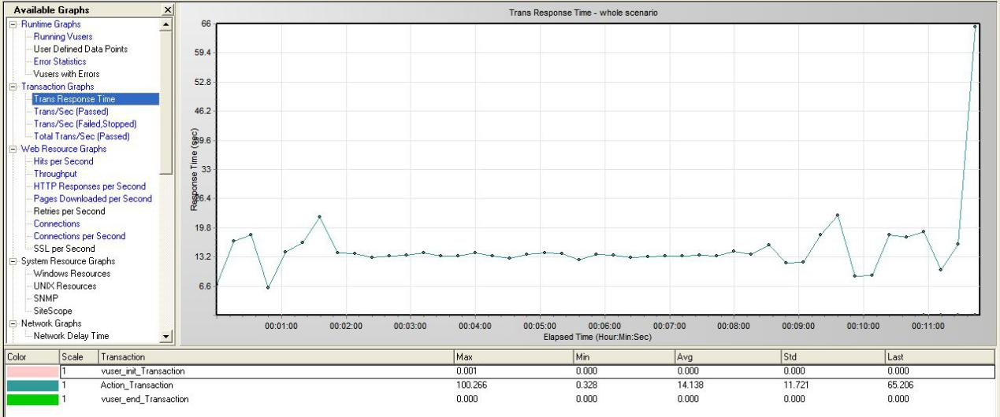 Available Graphs
Runtime Graphs
Running Vusers
User Defined Data Points
Error Statistics
Vusers with Errors
Transaction Graphs
Trans Response Time
Trans/Sec (Passed)
Trans/Sec (Failed,Stopped)
Total Trans/Sec (Passed)
Web Resource Graphs
Hits per Second
Throughput
HTTP Responses per Second
Pages Downloaded per Second
Retries per Second
Connections
Connections per Second
SSL per Second
System Resource Graphs
Windows Resources
UNIX Resources
SNMP
SiteScope
Network Graphs
Network Delay Time
Trans Response Time - whole scenario
Response Time (sec)
66
59.4
52.8
46.2
39.6
33
26.4
19.8
13.2
6.6
00:01:00 00:02:00 00:03:00 00:04:00 00:05:00 00:06:00 00:07:00 00:08:00 00:09:00 00:10:00 00:11:00
Elapsed Time (Hour:Min:Sec)
Color Scale Transaction Max Min Avg Std Last
1 vuser_init_Transaction 0.001 0.000 0.000 0.000 0.000
1 Action_Transaction 100.266 0.328 14.138 11.721 65.206
1 vuser_end_Transaction 0.000 0.000 0.000 0.000 0.000